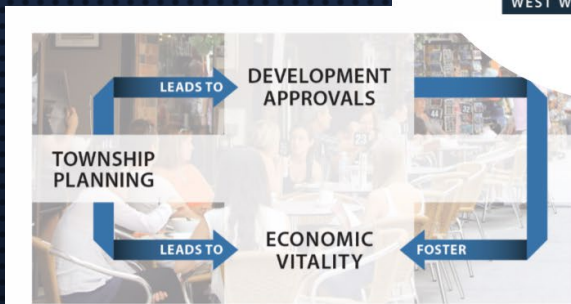 WEST W
LEADS TO
DEVELOPMENT
APPROVALS
TOWNSHIP
PLANNING
LEADS TO
ECONOMIC
VITALITY
FOSTER